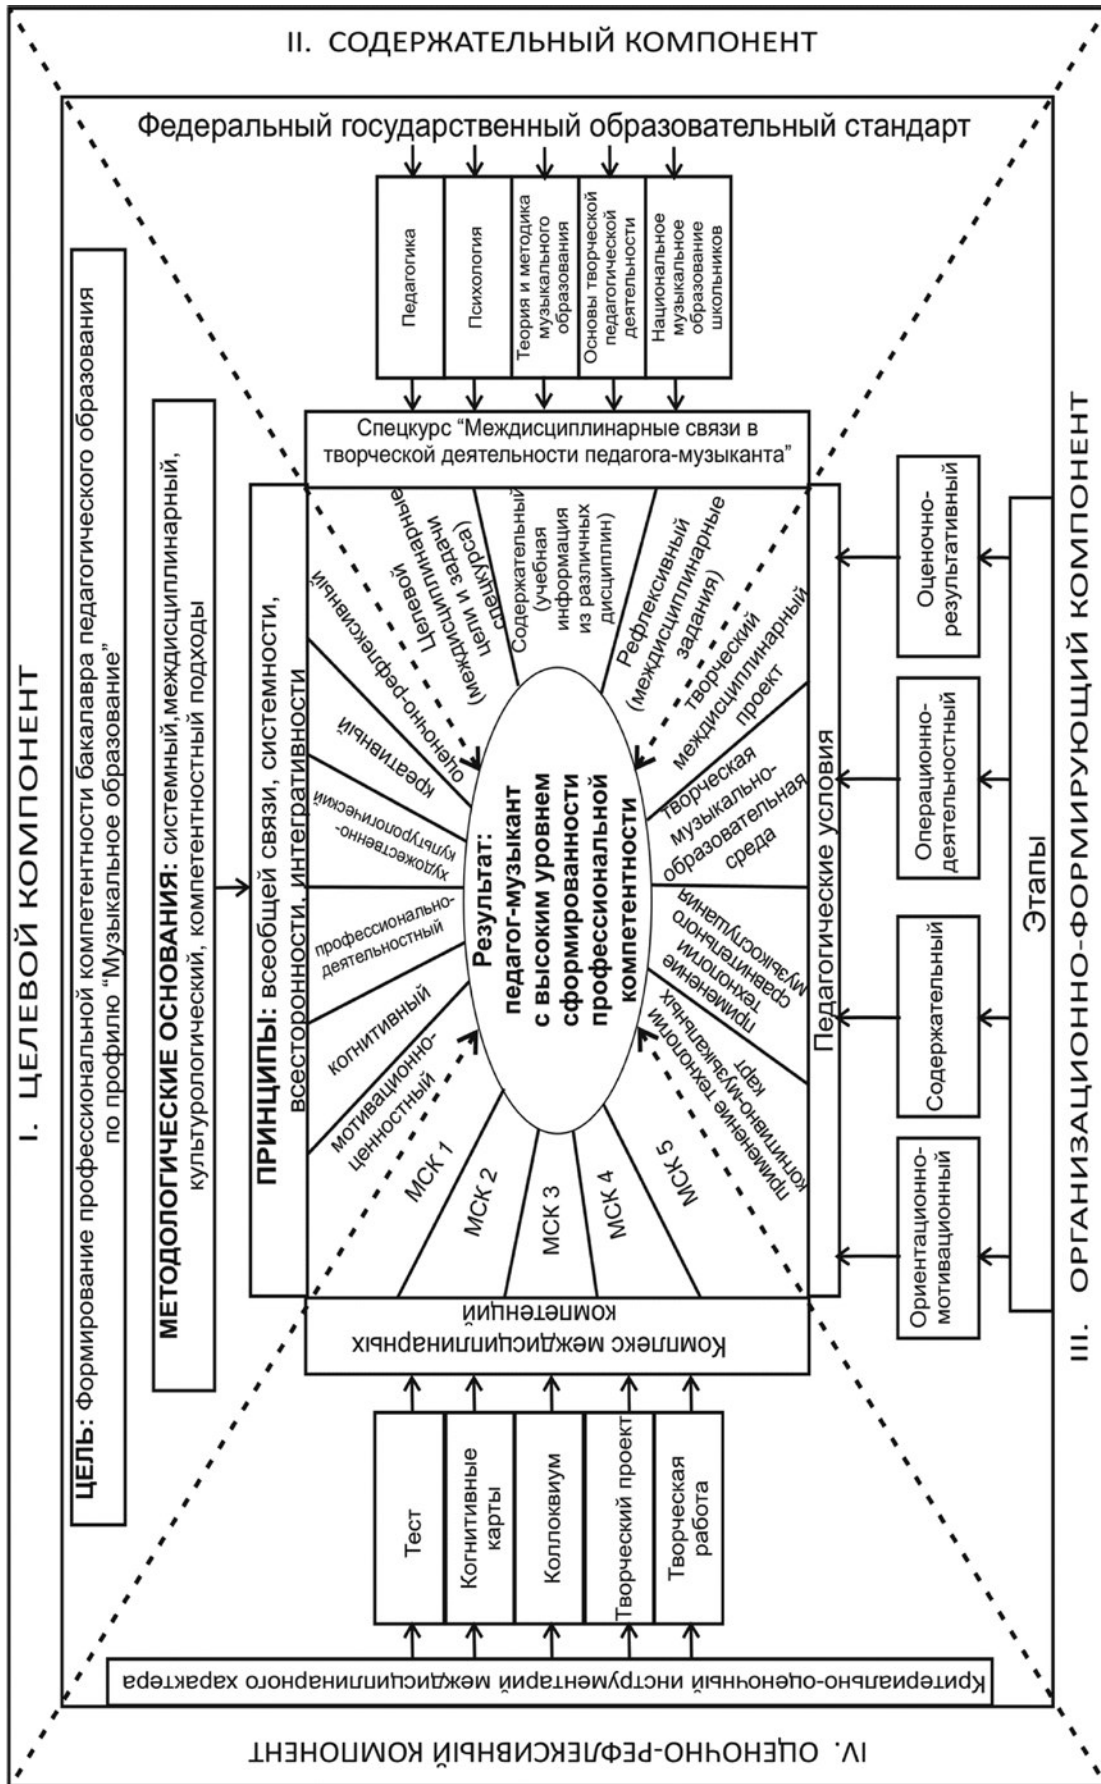 I. ЦЕЛЕВОЙ КОМПОНЕНТ
ЦЕЛЬ: Формирование профессиональной компетентности бакалавра педагогического образования
по профилю “Музыкальное образование”
МЕТОДОЛОГИЧЕСКИЕ ОСНОВАНИЯ: системный,междисциплинарный,
культурологический, компетентностный подходы
ПРИНЦИПЫ: всеобщей связи, системности,
всесторонности, интегративности
мотивационно-
ценностный
когнитивный
профессионально-
деятельностный
художественно-
культурологический
креативный
оценочно-рефлексивный
II. СОДЕРЖАТЕЛЬНЫЙ КОМПОНЕНТ
Федеральный государственный образовательный стандарт
Педагогика
Психология
Теория и методика
музыкального
образования
Основы творческой
педагогической
деятельности
Национальное
музыкальное
образование
школьников
Спецкурс “Междисциплинарные связи в
творческой деятельности педагога-музыканта”
Целевой
(междисциплинарные
цели и задачи
спецкурса)
Содержательный
(учебная
информация
из различных
дисциплин)
Рефлексивный
(междисциплинарные
задания)
Результат:
педагог-музыкант
с высоким уровнем
сформированности
профессиональной
компетентности
творческий
междисциплинарный
проект
творческая
музыкально-
образовательная
среда
применение
технологии
сравнительного
музыкослушания
применение технологии
когнитивно-музыкальных
карт
Педагогические условия
Ориентационно-
мотивационный
Содержательный
Операционно-
деятельностный
Оценочно-
результативный
Этапы
III. ОРГАНИЗАЦИОННО-ФОРМИРУЮЩИЙ КОМПОНЕНТ
МСК 1
МСК 2
МСК 3
МСК 4
МСК 5
Комплекс междисциплинарных
компетенций
Тест
Когнитивные
карты
Коллоквиум
Творческий проект
Творческая
работа
Критериально-оценочный инструментарий междисциплинарного характера
IV. ОЦЕНОЧНО-РЕФЛЕКСИВНЫЙ КОМПОНЕНТ